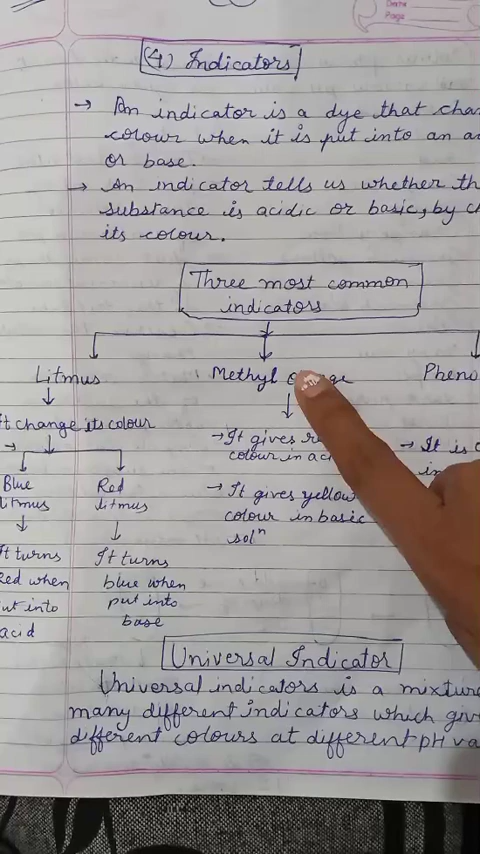 Date
Page
(4) Indicators
→ An indicator is a dye that cha
colour when it is put into an a
or base.
→ An indicator tells us whether th
substance is acidic or basic, by c
its colour.
Three most common
indicators
Litmus
Methyl
Pheno
t change its colour
→ It gives
colour in
→ It gives yellow
colour in basic
solⁿ
→ It is
in
Blue
litmus
Red
litmus
It turns
Red when
put into
acid
It turns
blue when
put into
base
Universal Indicator
Universal indicators is a mixture
many different indicators which give
different colours at different pH va